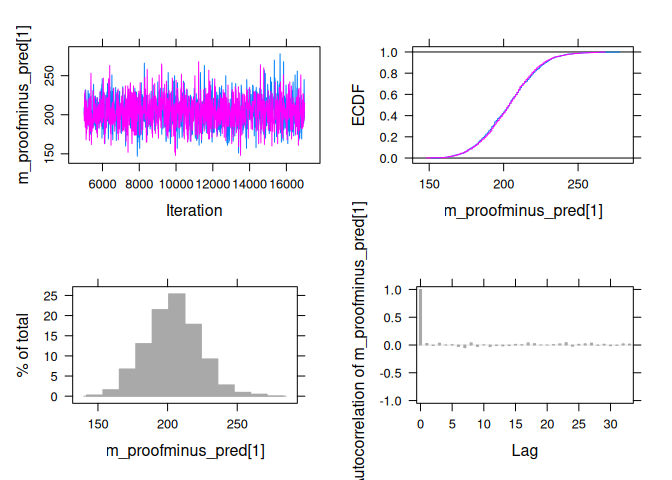 m_proofminus_pred[1]
250
200
150
6000 8000 10000 12000 14000 16000
Iteration
ECDF
1.0
0.8
0.6
0.4
0.2
0.0
150 200 250
m_proofminus_pred[1]
% of total
25
20
15
10
5
0
150 200 250
m_proofminus_pred[1]
Autocorrelation of m_proofminus_pred[1]
1.0
0.5
0.0
-0.5
-1.0
0 5 10 15 20 25 30
Lag